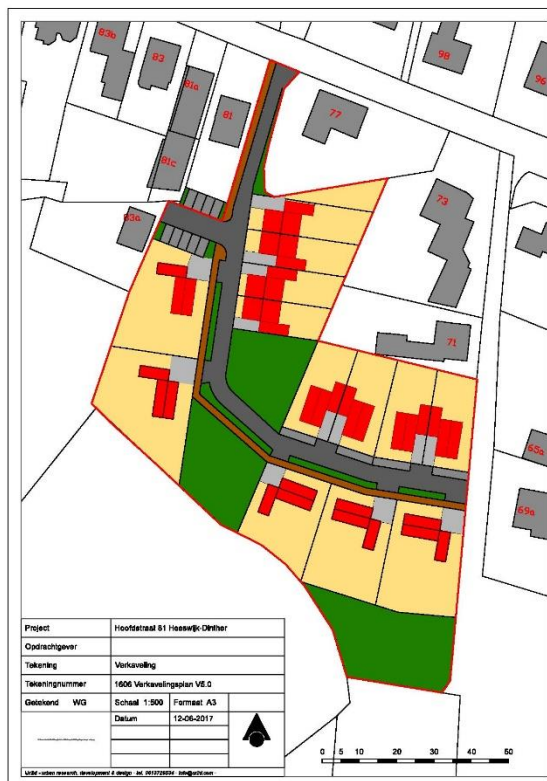 83b
83
81a
81
81c
83a
77
98
96
73
71
65a
69a
Project Hoofdstraat 81 Heeswijk-Dinther
Opdrachtgever
Tekening Verkaveling
Tekeningnummer 1606 Verkavelingsplan V5.0
Getekend WG Schaal 1:500 Formaat A3
Datum 12-06-2017
0 5 10 20 30 40 50